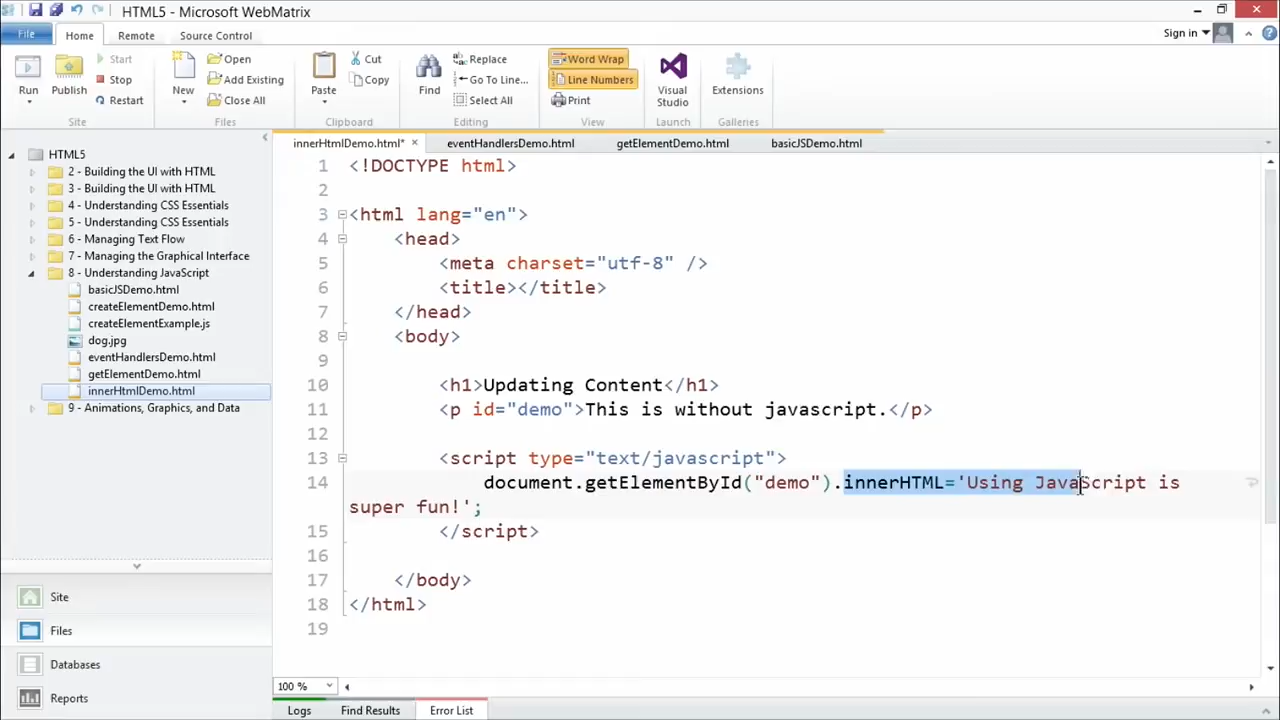 HTML5 - Microsoft WebMatrix
File Home Remote Source Control
Sign in
Run
Publish
Start
Stop
Restart
Site
New
Open
Add Existing
Close All
Files
Paste
Cut
Copy
Clipboard
Find
Replace
Go To Line...
Select All
Editing
Word Wrap
Line Numbers
Print
View
Visual
Studio
Launch
Extensions
Galleries
HTML5
2 - Building the UI with HTML
3 - Building the UI with HTML
4 - Understanding CSS Essentials
5 - Understanding CSS Essentials
6 - Managing Text Flow
7 - Managing the Graphical Interface
8 - Understanding JavaScript
basicJSDemo.html
createElementDemo.html
createElementExample.js
dog.jpg
eventHandlersDemo.html
getElementDemo.html
innerHtmlDemo.html
9 - Animations, Graphics, and Data
Site
Files
Databases
Reports
innerHtmlDemo.html* eventHandlersDemo.html getElementDemo.html basicJSDemo.html
1 <!DOCTYPE html>
2
3 <html lang="en">
4 <head>
5 <meta charset="utf-8" />
6 <title></title>
7 </head>
8 <body>
9
10 <h1>Updating Content</h1>
11 <p id="demo">This is without javascript.</p>
12
13 <script type="text/javascript">
14 document.getElementById("demo").innerHTML='Using JavaScript is
super fun!';
15 </script>
16
17 </body>
18 </html>
19
100 %
Logs Find Results Error List